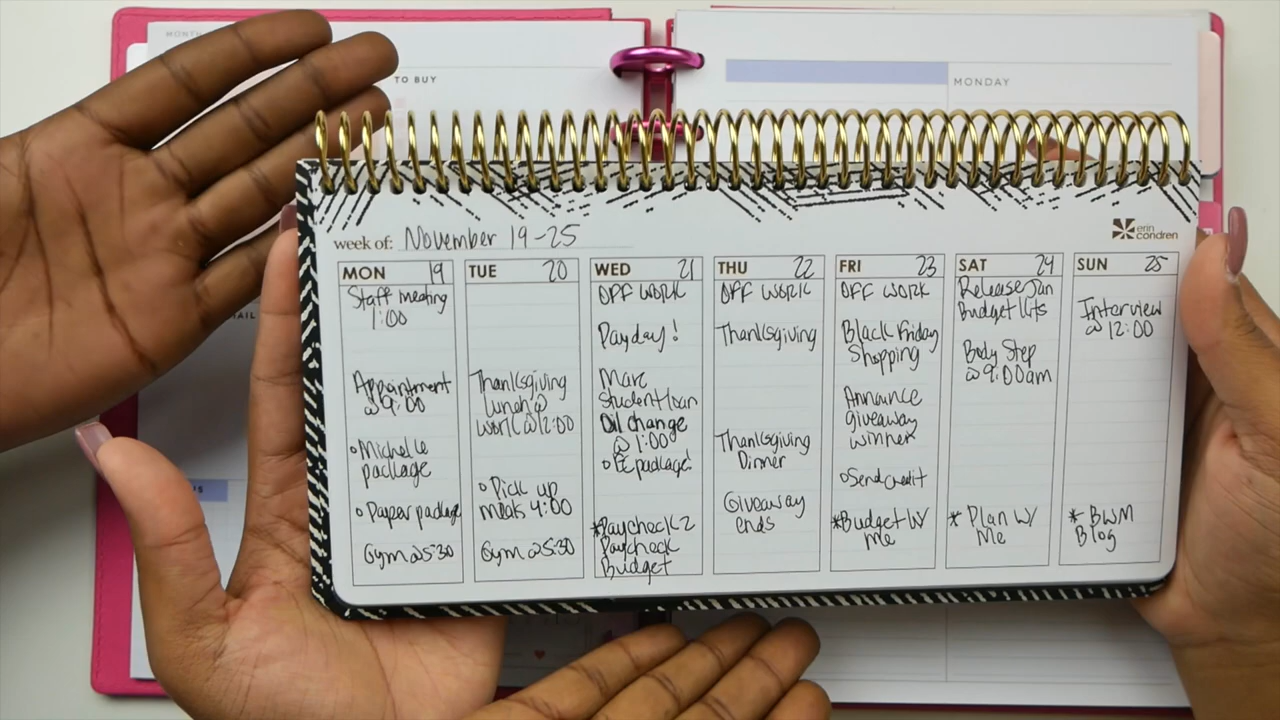 MONTH
TO BUY
MONDAY
week of: November 19-25
erin
condren
MON 19
Staff meeting
1:00
Appointment
@ 9:00
Michelle
package
Paper package
Gym @5:30
TUE 20
Thanksgiving
Lunch @
work @ 12:00
Pick up
meals 4:00
Gym @5:30
WED 21
OFF WORK
Payday!
Marc
Student loan
Oil change
@ 1:00
EC package!
*Paycheck 2
Paycheck
Budget
THU 22
OFF WORK
Thanksgiving
Thanksgiving
Dinner
Giveaway
ends
FRI 23
OFF WORK
Black Friday
Shopping
Announce
giveaway
winner
Send credit
*Budget W/
Me
SAT 24
Release Jan
Budget Kits
Body Step
@ 9:00am
* Plan W/
Me
SUN 25
Interview
@ 12:00
* BWM
Blog